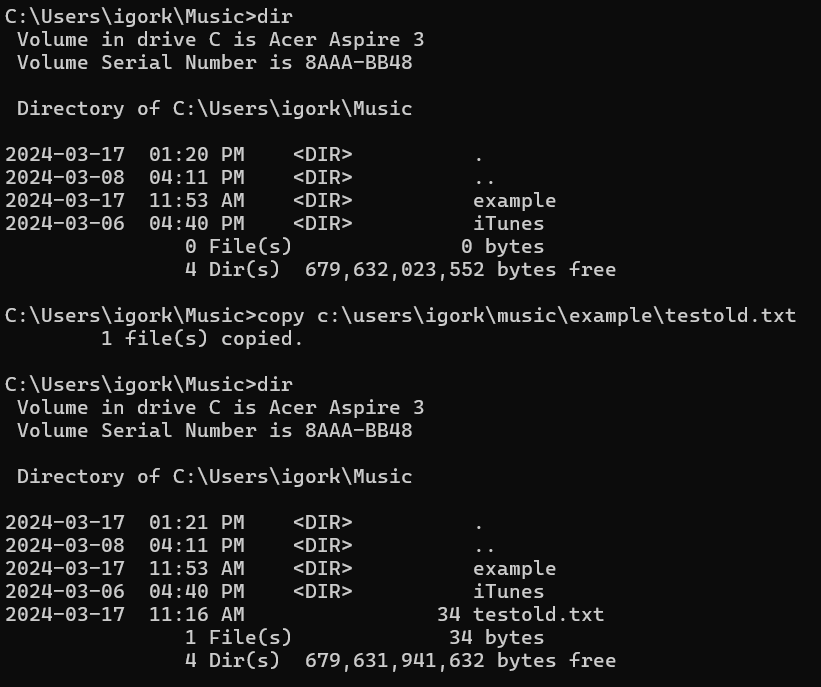 C:\Users\igork\Music>dir
 Volume in drive C is Acer Aspire 3
 Volume Serial Number is 8AAA-BB48

 Directory of C:\Users\igork\Music

2024-03-17  01:20 PM    <DIR>          .
2024-03-08  04:11 PM    <DIR>          ..
2024-03-17  11:53 AM    <DIR>          example
2024-03-06  04:40 PM    <DIR>          iTunes
               0 File(s)              0 bytes
               4 Dir(s)  679,632,023,552 bytes free

C:\Users\igork\Music>copy c:\users\igork\music\example\testold.txt
        1 file(s) copied.

C:\Users\igork\Music>dir
 Volume in drive C is Acer Aspire 3
 Volume Serial Number is 8AAA-BB48

 Directory of C:\Users\igork\Music

2024-03-17  01:21 PM    <DIR>          .
2024-03-08  04:11 PM    <DIR>          ..
2024-03-17  11:53 AM    <DIR>          example
2024-03-06  04:40 PM    <DIR>          iTunes
2024-03-17  11:16 AM                34 testold.txt
               1 File(s)             34 bytes
               4 Dir(s)  679,631,941,632 bytes free